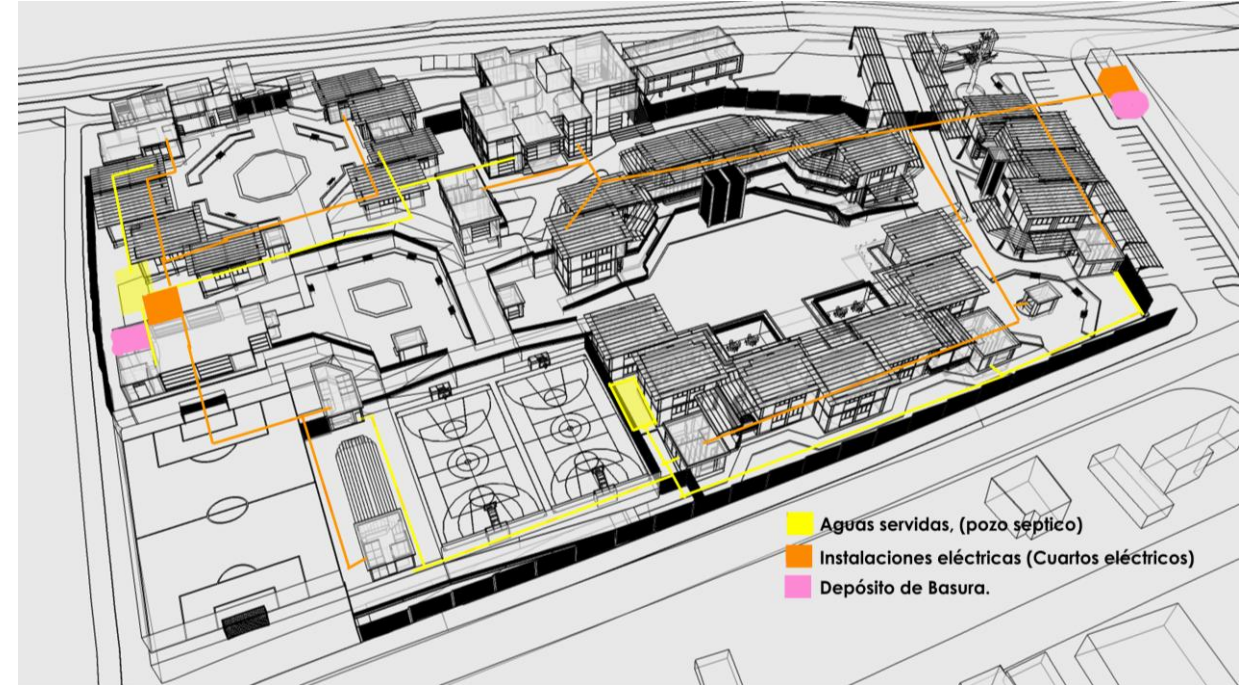 Aguas servidas, (pozo septico)
Instalaciones eléctricas (Cuartos eléctricos)
Depósito de Basura.